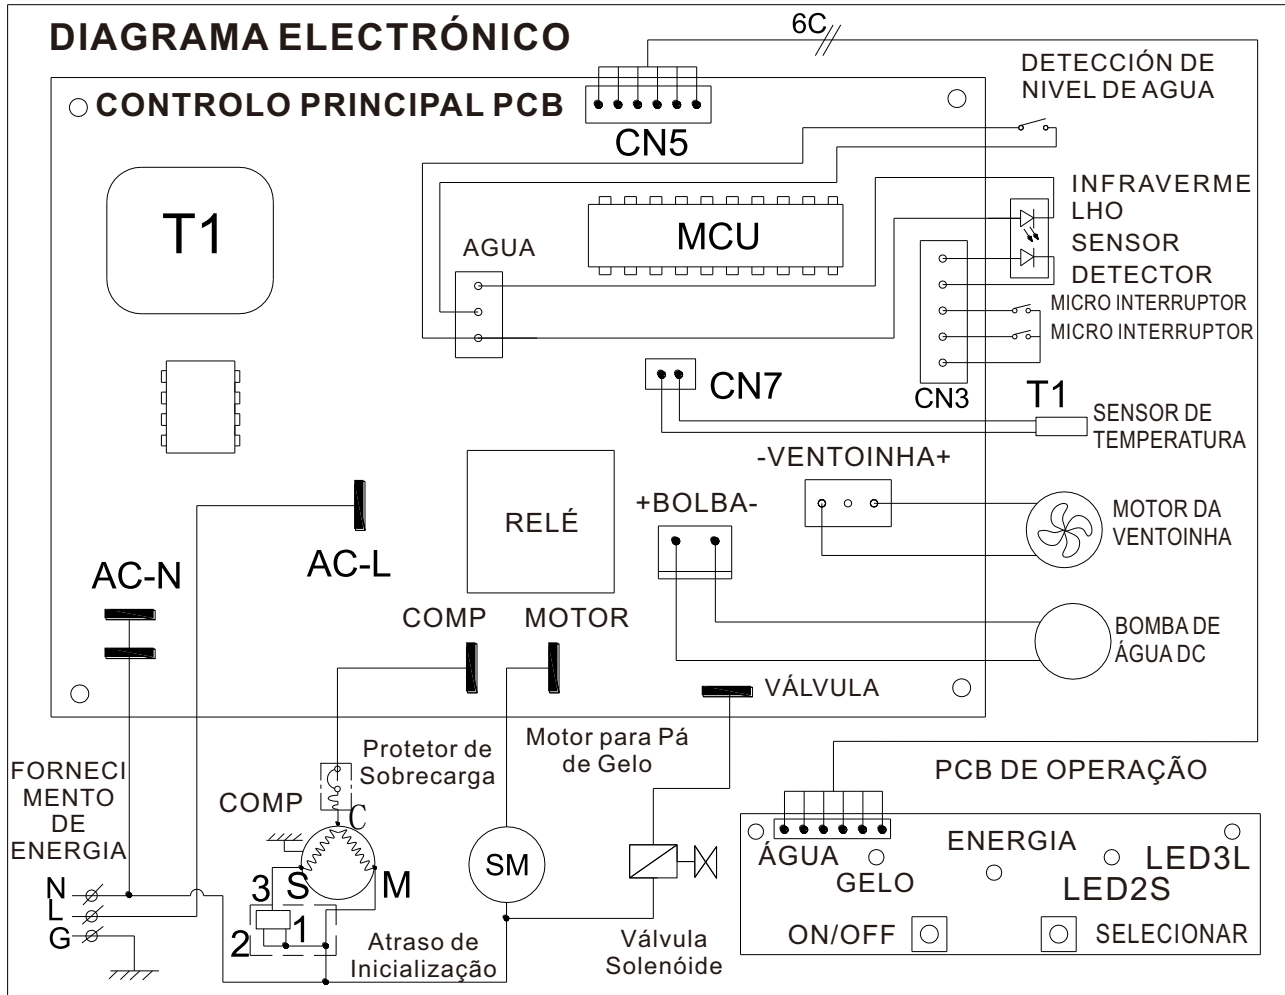 DIAGRAMA ELECTRÓNICO
6C
DETECCIÓN DE
NIVEL DE AGUA
CONTROLO PRINCIPAL PCB
CN5
T1
MCU
AGUA
INFRAVERME
LHO
SENSOR
DETECTOR
MICRO INTERRUPTOR
MICRO INTERRUPTOR
CN7
CN3
T1
SENSOR DE
TEMPERATURA
-VENTOINHA+
+BOLBA-
RELÉ
MOTOR DA
VENTOINHA
AC-N
AC-L
COMP
MOTOR
BOMBA DE
ÁGUA DC
VÁLVULA
Protetor de
Sobrecarga
Motor para Pá
de Gelo
FORNECI
MENTO
DE
ENERGIA
COMP
C
S
M
3
2
1
SM
N
L
G
Atraso de
Inicialização
Válvula
Solenóide
PCB DE OPERAÇÃO
ÁGUA
GELO
ENERGIA
LED3L
LED2S
ON/OFF
SELECIONAR